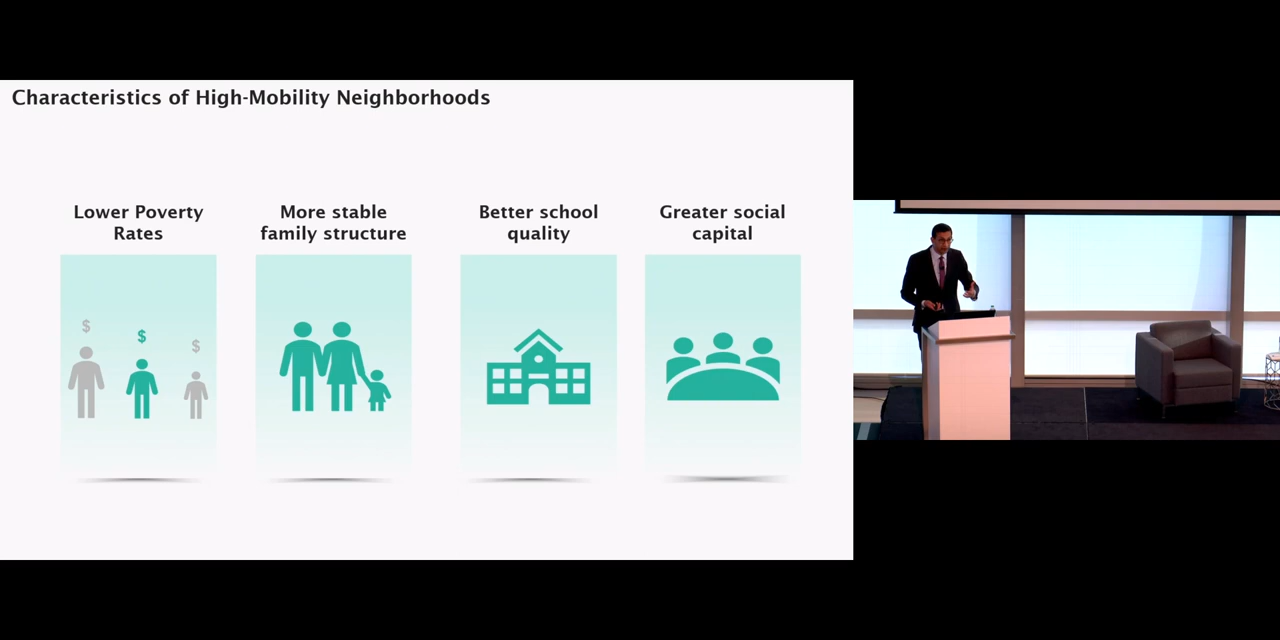 Characteristics of High-Mobility Neighborhoods
Lower Poverty
Rates
More stable
family structure
Better school
quality
Greater social
capital
$
$
$